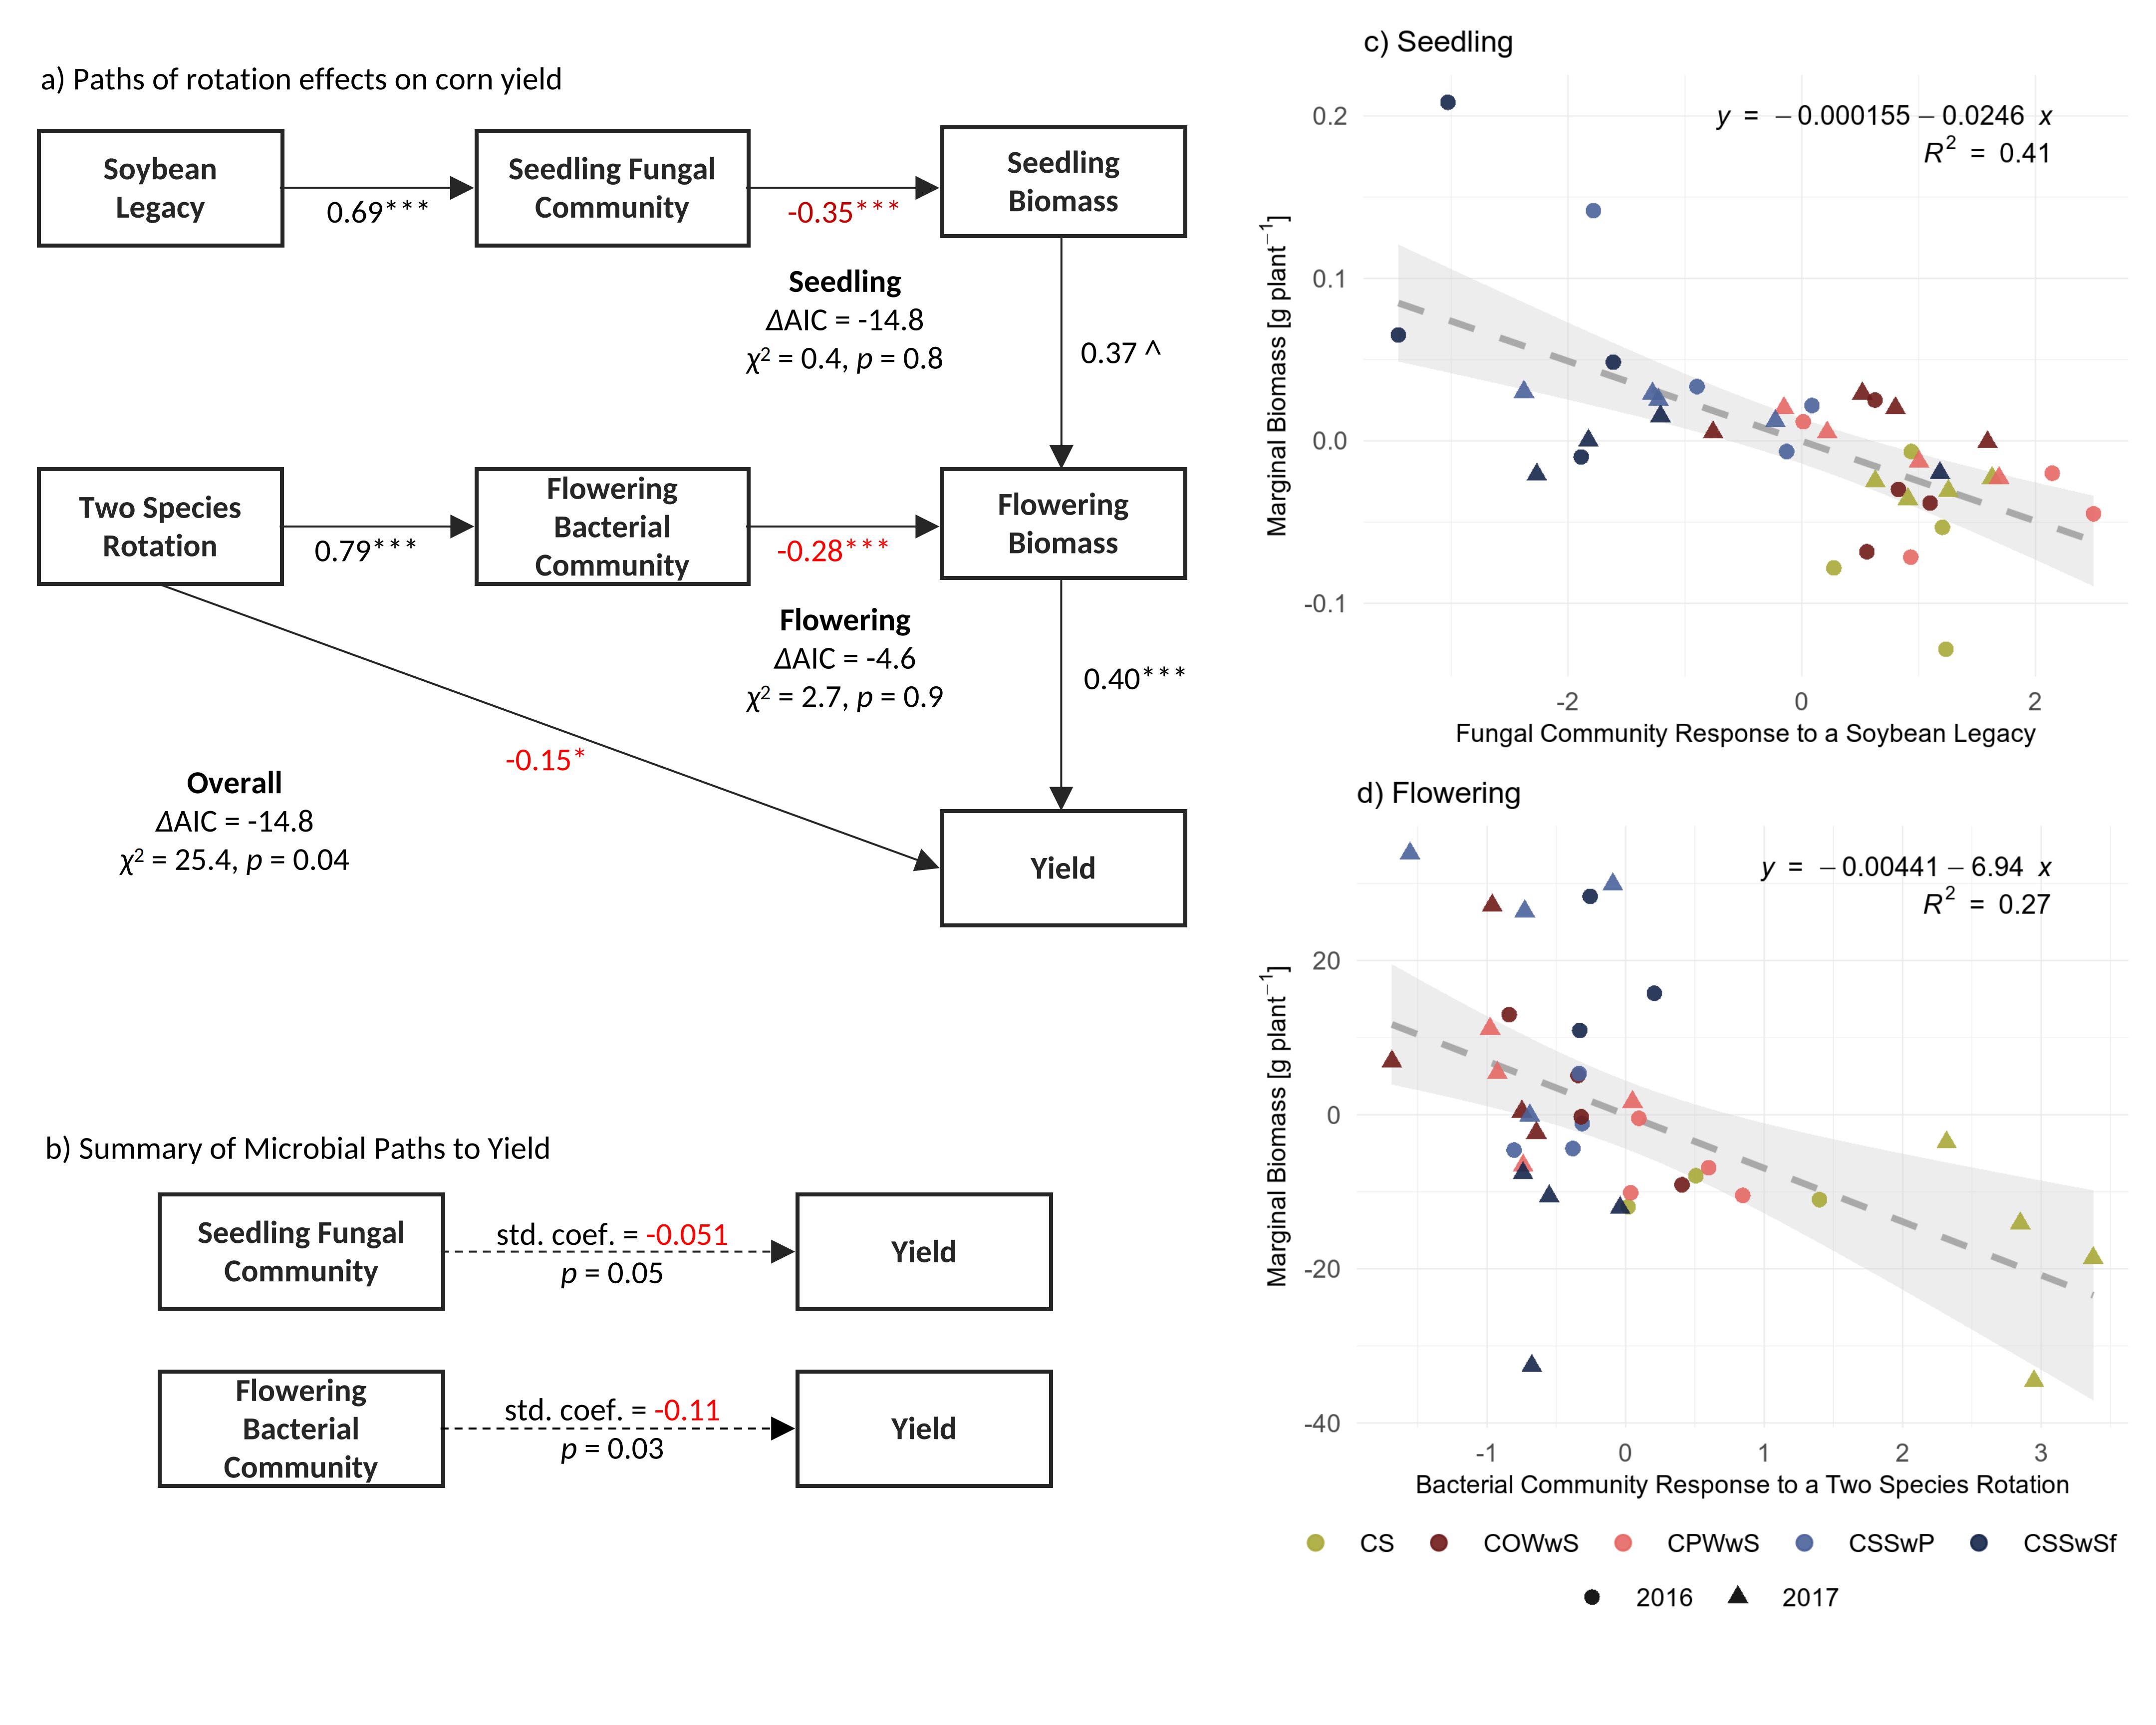 a) Paths of rotation effects on corn yield
Soybean
Legacy
0.69***
Seedling Fungal
Community
-0.35***
Seedling
Biomass
Seedling
ΔAIC = -14.8
χ² = 0.4, p = 0.8
0.37 ^
Two Species
Rotation
0.79***
Flowering
Bacterial
Community
-0.28***
Flowering
Biomass
Flowering
ΔAIC = -4.6
χ² = 2.7, p = 0.9
0.40***
-0.15*
Overall
ΔAIC = -14.8
χ² = 25.4, p = 0.04
Yield
b) Summary of Microbial Paths to Yield
Seedling Fungal
Community
std. coef. = -0.051
p = 0.05
Yield
Flowering
Bacterial
Community
std. coef. = -0.11
p = 0.03
Yield
c) Seedling
y = −0.000155 − 0.0246 x
R² = 0.41
Marginal Biomass [g plant⁻¹]
0.2
0.1
0.0
-0.1
-2 0 2
Fungal Community Response to a Soybean Legacy
d) Flowering
y = −0.00441 − 6.94 x
R² = 0.27
Marginal Biomass [g plant⁻¹]
20
0
-20
-40
-1 0 1 2 3
Bacterial Community Response to a Two Species Rotation
CS COWwS CPWwS CSSwP CSSwSf
2016 2017